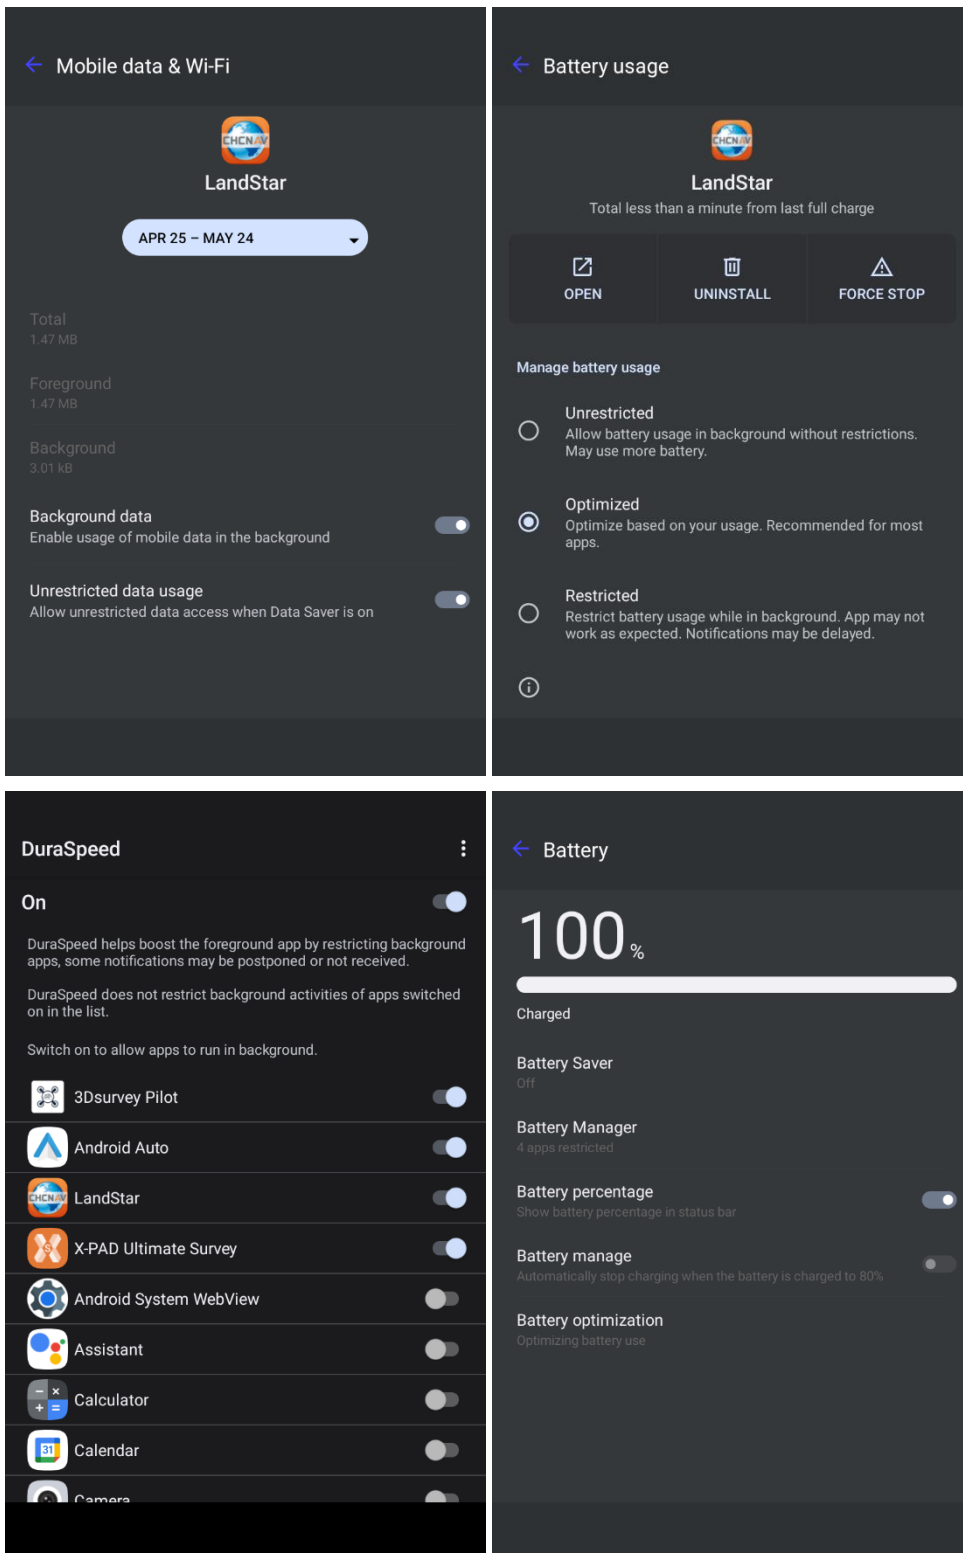 Mobile data & Wi-Fi
CHCNAV
LandStar
APR 25 – MAY 24
Total
1.47 MB
Foreground
1.47 MB
Background
3.01 kB
Background data
Enable usage of mobile data in the background
Unrestricted data usage
Allow unrestricted data access when Data Saver is on
Battery usage
CHCNAV
LandStar
Total less than a minute from last full charge
OPEN
UNINSTALL
FORCE STOP
Manage battery usage
Unrestricted
Allow battery usage in background without restrictions.
May use more battery.
Optimized
Optimize based on your usage. Recommended for most
apps.
Restricted
Restrict battery usage while in background. App may not
work as expected. Notifications may be delayed.
DuraSpeed
On
DuraSpeed helps boost the foreground app by restricting background
apps, some notifications may be postponed or not received.
DuraSpeed does not restrict background activities of apps switched
on in the list.
Switch on to allow apps to run in background.
3Dsurvey Pilot
Android Auto
CHCNAV
LandStar
X-PAD Ultimate Survey
Android System WebView
Assistant
Calculator
31
Calendar
Camera
Battery
100%
Charged
Battery Saver
Off
Battery Manager
4 apps restricted
Battery percentage
Show battery percentage in status bar
Battery manage
Automatically stop charging when the battery is charged to 80%
Battery optimization
Optimizing battery use